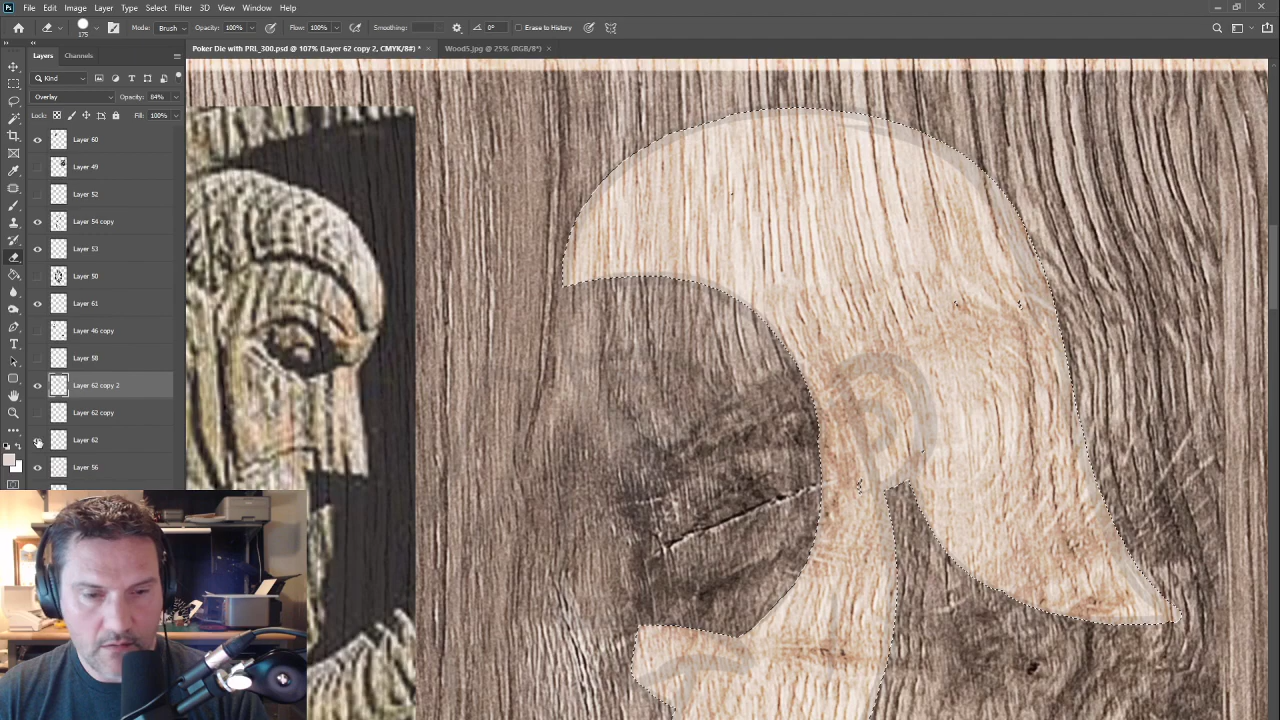 File Edit Image Layer Type Select Filter 3D View Window Help
175 Mode: Brush Opacity: 100% Flow: 100% Smoothing: 0° Erase to History
Poker Die with PRL_300.psd @ 107% (Layer 62 copy 2, CMYK/8#) * × Wood5.jpg @ 25% (RGB/8*) ×
Layers Channels
Kind
Overlay Opacity: 84%
Lock: Fill: 100%
Layer 60
Layer 49
Layer 52
Layer 54 copy
Layer 53
Layer 50
Layer 61
Layer 46 copy
Layer 58
Layer 62 copy 2
Layer 62 copy
Layer 62
Layer 56